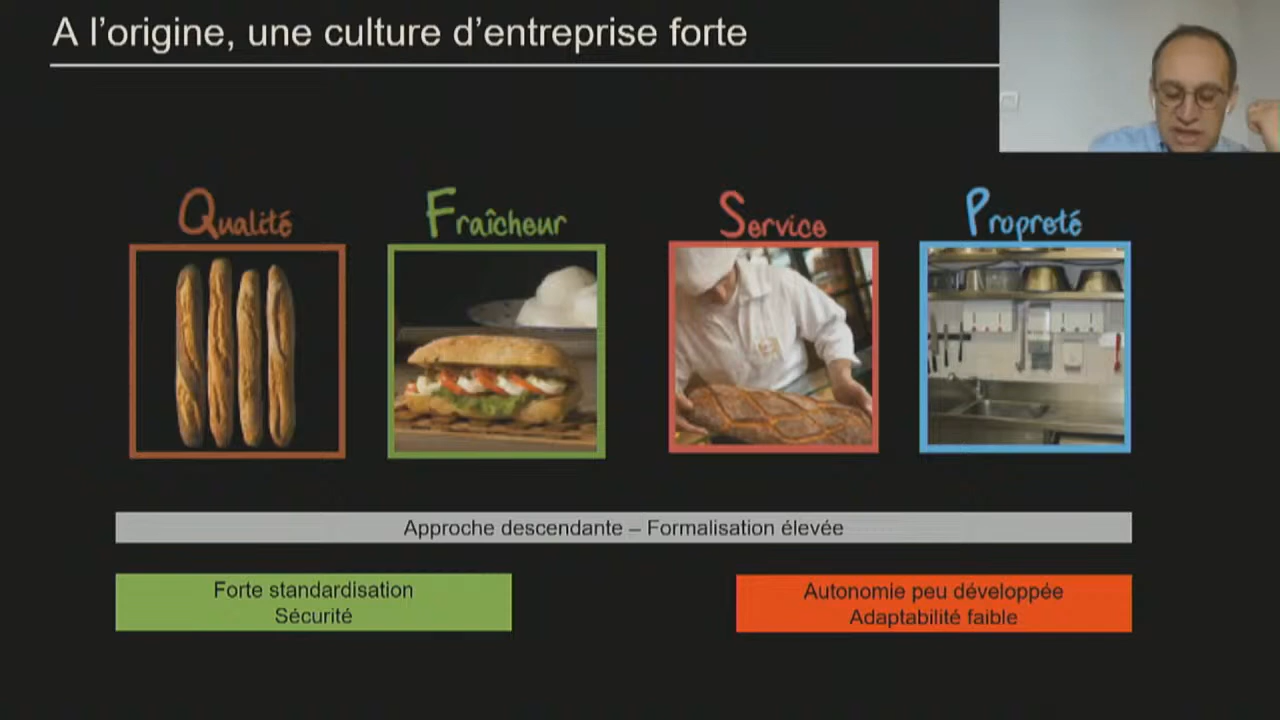 A l'origine, une culture d'entreprise forte
Qualité
Fraîcheur
Service
Propreté
Approche descendante – Formalisation élevée
Forte standardisation
Sécurité
Autonomie peu développée
Adaptabilité faible